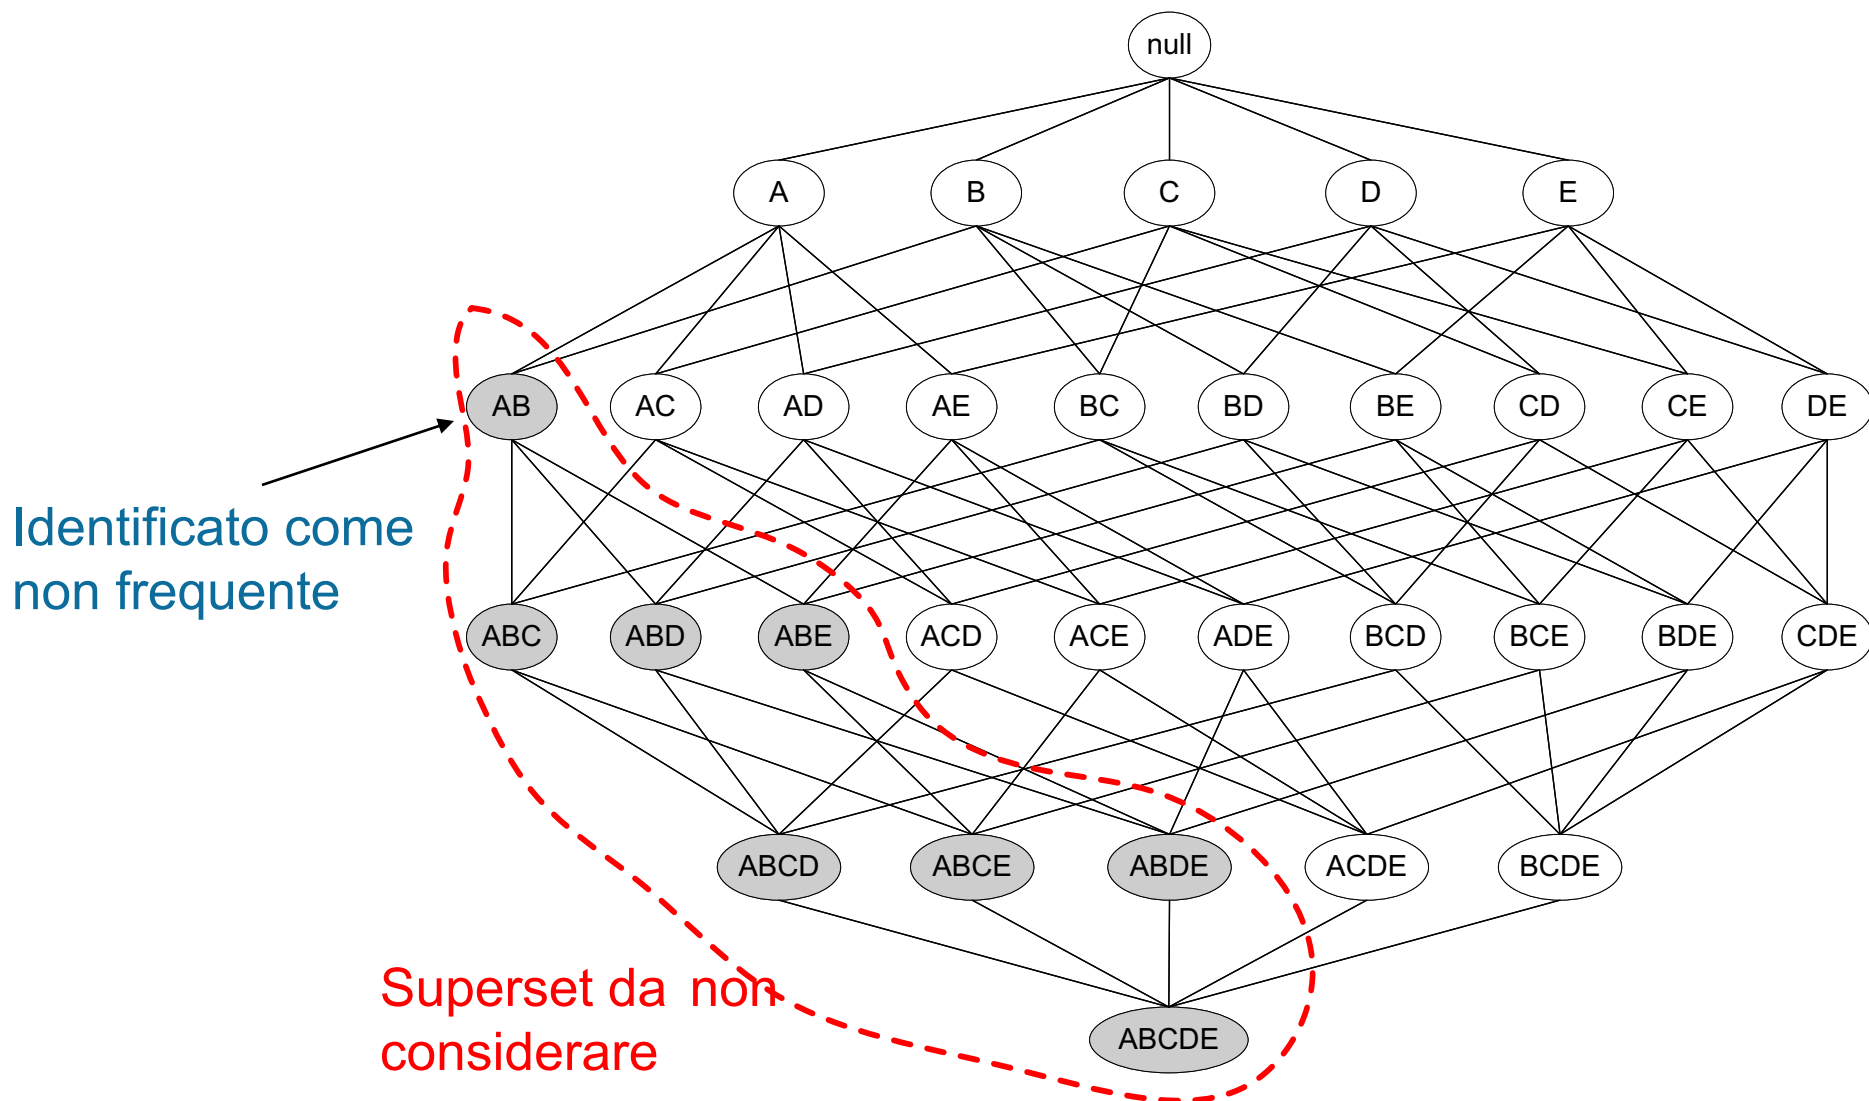 null
A B C D E
AB AC AD AE BC BD BE CD CE DE
Identificato come
non frequente
ABC ABD ABE ACD ACE ADE BCD BCE BDE CDE
ABCD ABCE ABDE ACDE BCDE
Superset da non
considerare
ABCDE